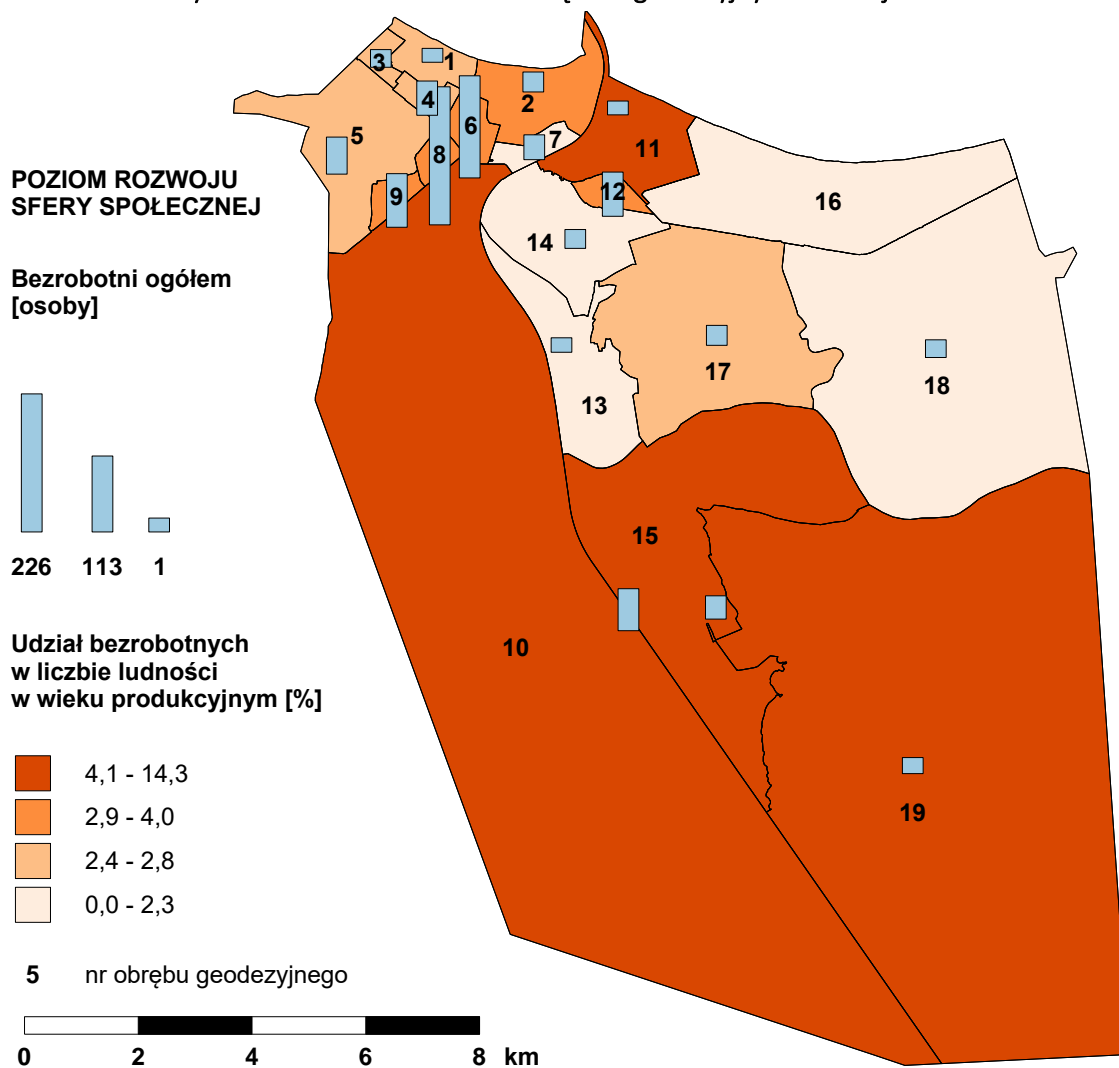 POZIOM ROZWOJU
SFERY SPOŁECZNEJ
Bezrobotni ogółem
[osoby]
226 113 1
Udział bezrobotnych
w liczbie ludności
w wieku produkcyjnym [%]
4,1 - 14,3
2,9 - 4,0
2,4 - 2,8
0,0 - 2,3
5 nr obrębu geodezyjnego
0 2 4 6 8 km
1
2
3
4
5
6
7
8
9
10
11
12
13
14
15
16
17
18
19